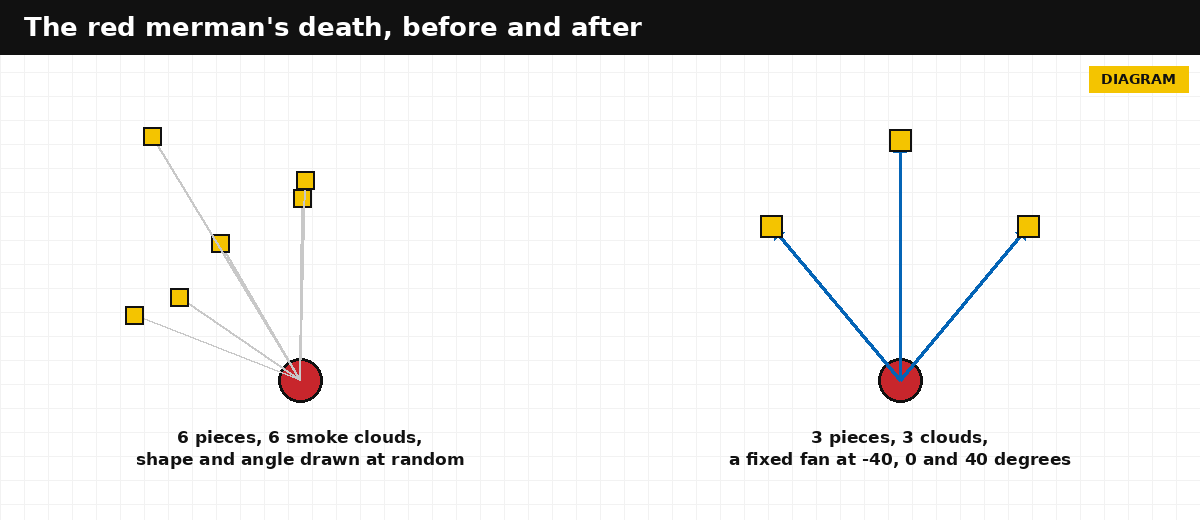 The red merman's death, before and after
DIAGRAM
6 pieces, 6 smoke clouds,
shape and angle drawn at random
3 pieces, 3 clouds,
a fixed fan at -40, 0 and 40 degrees